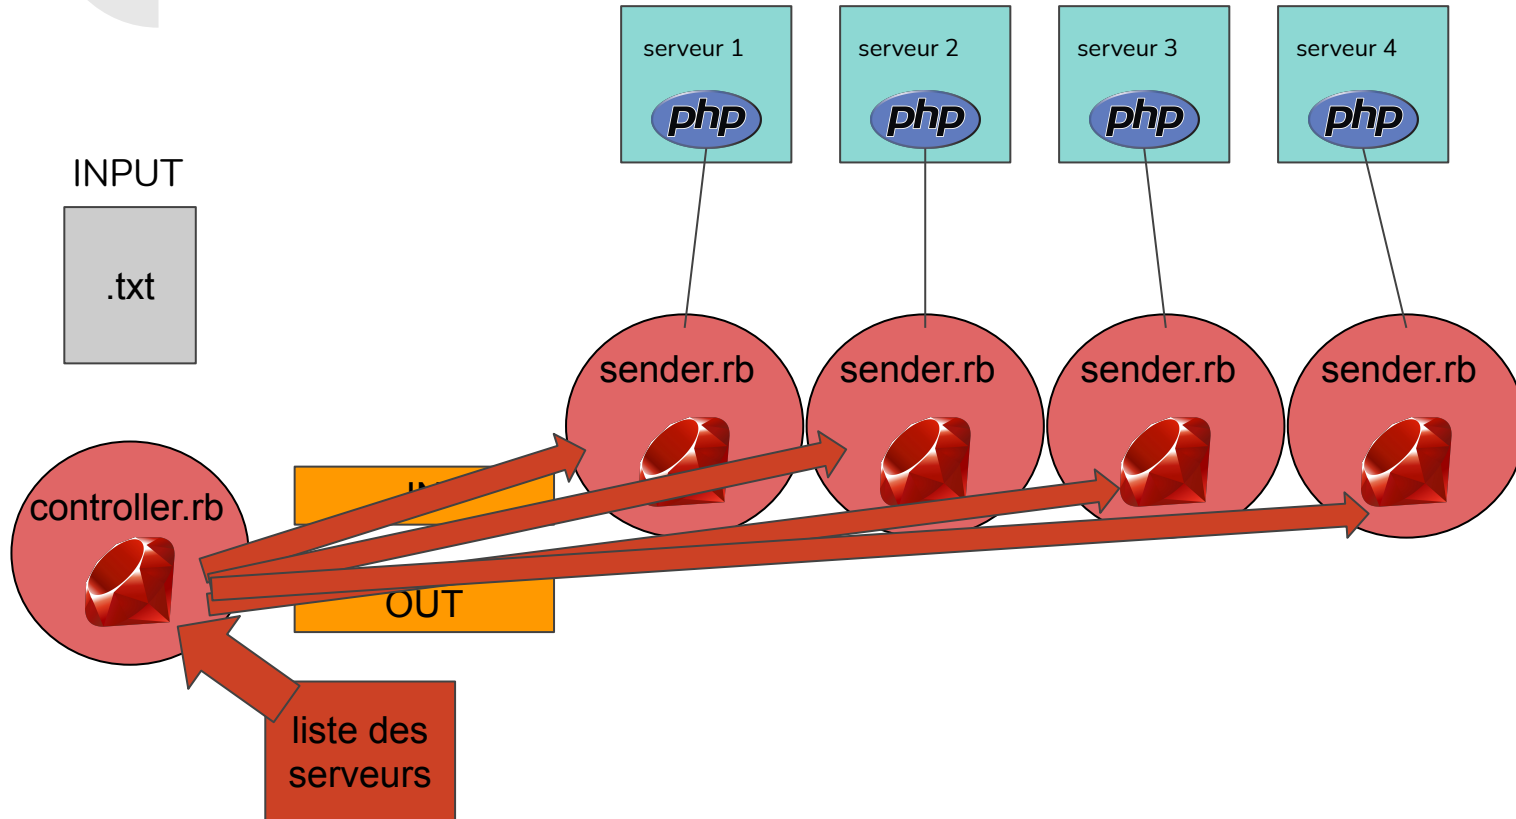 serveur 1
serveur 2
serveur 3
serveur 4
php
php
php
php
INPUT
.txt
sender.rb
sender.rb
sender.rb
sender.rb
controller.rb
OUT
liste des
serveurs